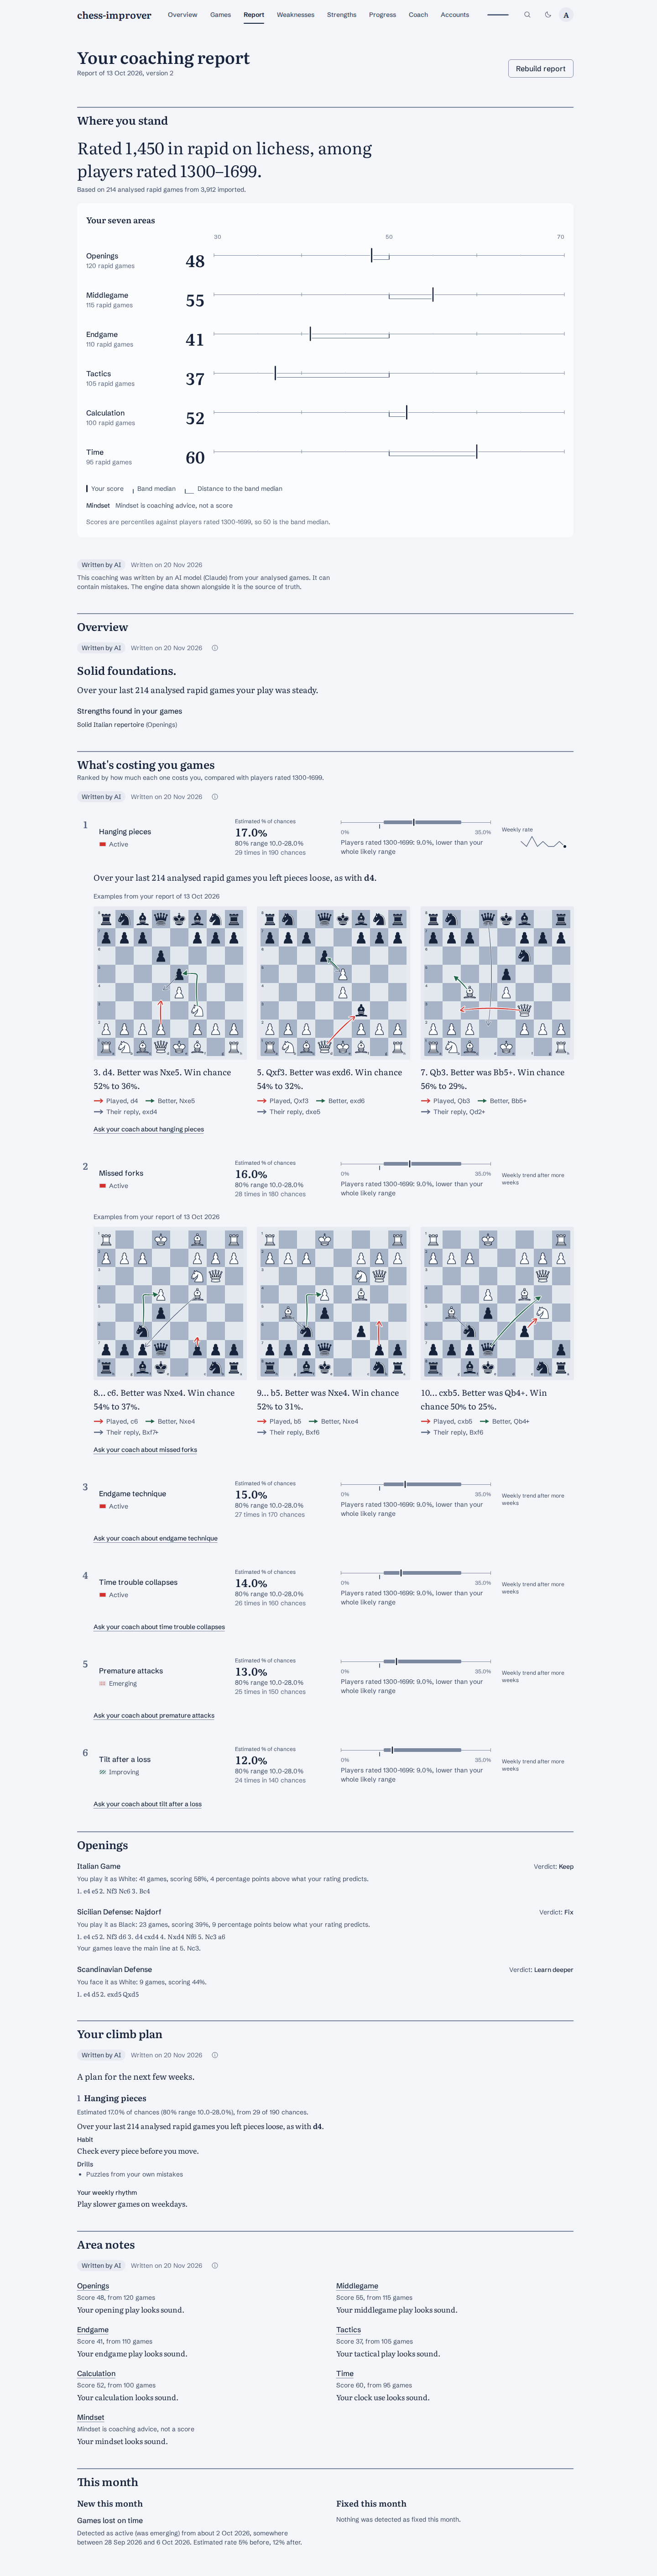 chess-improver Overview Games Report Weaknesses Strengths Progress Coach Accounts A
Your coaching report
Report of 13 Oct 2026, version 2
Rebuild report
Where you stand
Rated 1,450 in rapid on lichess, among
players rated 1300–1699.
Based on 214 analysed rapid games from 3,912 imported.
Your seven areas
30 50 70
Openings
120 rapid games
48
Middlegame
115 rapid games
55
Endgame
110 rapid games
41
Tactics
105 rapid games
37
Calculation
100 rapid games
52
Time
95 rapid games
60
Your score Band median Distance to the band median
Mindset Mindset is coaching advice, not a score
Scores are percentiles against players rated 1300-1699, so 50 is the band median.
Written by AI Written on 20 Nov 2026
This coaching was written by an AI model (Claude) from your analysed games. It can
contain mistakes. The engine data shown alongside it is the source of truth.
Overview
Written by AI Written on 20 Nov 2026
Solid foundations.
Over your last 214 analysed rapid games your play was steady.
Strengths found in your games
Solid Italian repertoire (Openings)
What's costing you games
Ranked by how much each one costs you, compared with players rated 1300-1699.
Written by AI Written on 20 Nov 2026
1
Hanging pieces
Active
Estimated % of chances
17.0%
80% range 10.0-28.0%
29 times in 190 chances
0% 35.0%
Players rated 1300-1699: 9.0%, lower than your
whole likely range
Weekly rate
Over your last 214 analysed rapid games you left pieces loose, as with d4.
Examples from your report of 13 Oct 2026
3. d4. Better was Nxe5. Win chance
52% to 36%.
Played, d4 Better, Nxe5
Their reply, exd4
5. Qxf3. Better was exd6. Win chance
54% to 32%.
Played, Qxf3 Better, exd6
Their reply, dxe5
7. Qb3. Better was Bb5+. Win chance
56% to 29%.
Played, Qb3 Better, Bb5+
Their reply, Qd2+
Ask your coach about hanging pieces
2
Missed forks
Active
Estimated % of chances
16.0%
80% range 10.0-28.0%
28 times in 180 chances
0% 35.0%
Players rated 1300-1699: 9.0%, lower than your
whole likely range
Weekly trend after more
weeks
Examples from your report of 13 Oct 2026
8... c6. Better was Nxe4. Win chance
54% to 37%.
Played, c6 Better, Nxe4
Their reply, Bxf7+
9... b5. Better was Nxe4. Win chance
52% to 31%.
Played, b5 Better, Nxe4
Their reply, Bxf6
10... cxb5. Better was Qb4+. Win
chance 50% to 25%.
Played, cxb5 Better, Qb4+
Their reply, Bxf6
Ask your coach about missed forks
3
Endgame technique
Active
Estimated % of chances
15.0%
80% range 10.0-28.0%
27 times in 170 chances
0% 35.0%
Players rated 1300-1699: 9.0%, lower than your
whole likely range
Weekly trend after more
weeks
Ask your coach about endgame technique
4
Time trouble collapses
Active
Estimated % of chances
14.0%
80% range 10.0-28.0%
26 times in 160 chances
0% 35.0%
Players rated 1300-1699: 9.0%, lower than your
whole likely range
Weekly trend after more
weeks
Ask your coach about time trouble collapses
5
Premature attacks
Emerging
Estimated % of chances
13.0%
80% range 10.0-28.0%
25 times in 150 chances
0% 35.0%
Players rated 1300-1699: 9.0%, lower than your
whole likely range
Weekly trend after more
weeks
Ask your coach about premature attacks
6
Tilt after a loss
Improving
Estimated % of chances
12.0%
80% range 10.0-28.0%
24 times in 140 chances
0% 35.0%
Players rated 1300-1699: 9.0%, lower than your
whole likely range
Weekly trend after more
weeks
Ask your coach about tilt after a loss
Openings
Italian Game
Verdict: Keep
You play it as White: 41 games, scoring 58%, 4 percentage points above what your rating predicts.
1. e4 e5 2. Nf3 Nc6 3. Bc4
Sicilian Defense: Najdorf
Verdict: Fix
You play it as Black: 23 games, scoring 39%, 9 percentage points below what your rating predicts.
1. e4 c5 2. Nf3 d6 3. d4 cxd4 4. Nxd4 Nf6 5. Nc3 a6
Your games leave the main line at 5. Nc3.
Scandinavian Defense
Verdict: Learn deeper
You face it as White: 9 games, scoring 44%.
1. e4 d5 2. exd5 Qxd5
Your climb plan
Written by AI Written on 20 Nov 2026
A plan for the next few weeks.
1 Hanging pieces
Estimated 17.0% of chances (80% range 10.0-28.0%), from 29 of 190 chances.
Over your last 214 analysed rapid games you left pieces loose, as with d4.
Habit
Check every piece before you move.
Drills
• Puzzles from your own mistakes
Your weekly rhythm
Play slower games on weekdays.
Area notes
Written by AI Written on 20 Nov 2026
Openings
Score 48, from 120 games
Your opening play looks sound.
Middlegame
Score 55, from 115 games
Your middlegame play looks sound.
Endgame
Score 41, from 110 games
Your endgame play looks sound.
Tactics
Score 37, from 105 games
Your tactical play looks sound.
Calculation
Score 52, from 100 games
Your calculation looks sound.
Time
Score 60, from 95 games
Your clock use looks sound.
Mindset
Mindset is coaching advice, not a score
Your mindset looks sound.
This month
New this month
Games lost on time
Detected as active (was emerging) from about 2 Oct 2026, somewhere
between 28 Sep 2026 and 6 Oct 2026. Estimated rate 5% before, 12% after.
Fixed this month
Nothing was detected as fixed this month.